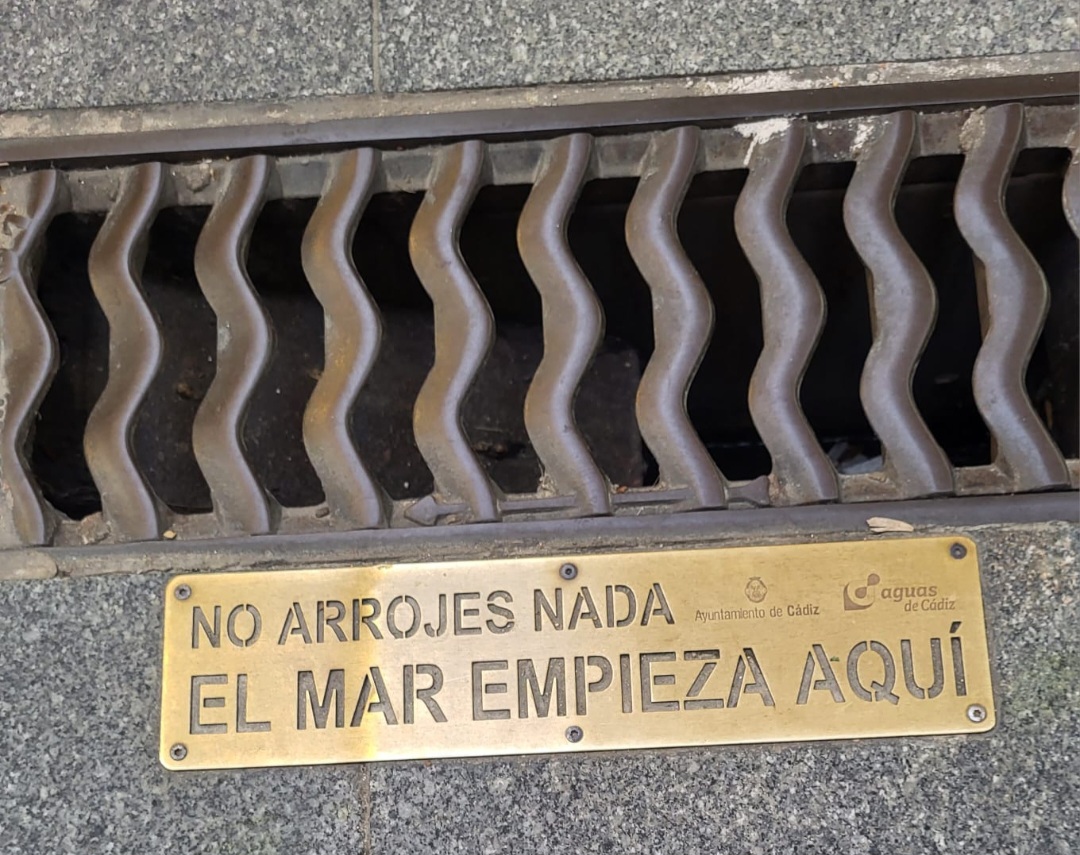 NO ARROJES NADA
Ayuntamiento de Cádiz
aguas
de Cádiz
EL MAR EMPIEZA AQUÍ